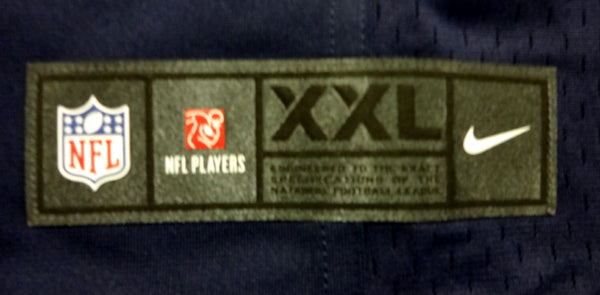 NFL
NFL PLAYERS
XXL
ENGINEERED TO THE EXACT
SPECIFICATIONS OF THE
NATIONAL FOOTBALL LEAGUE